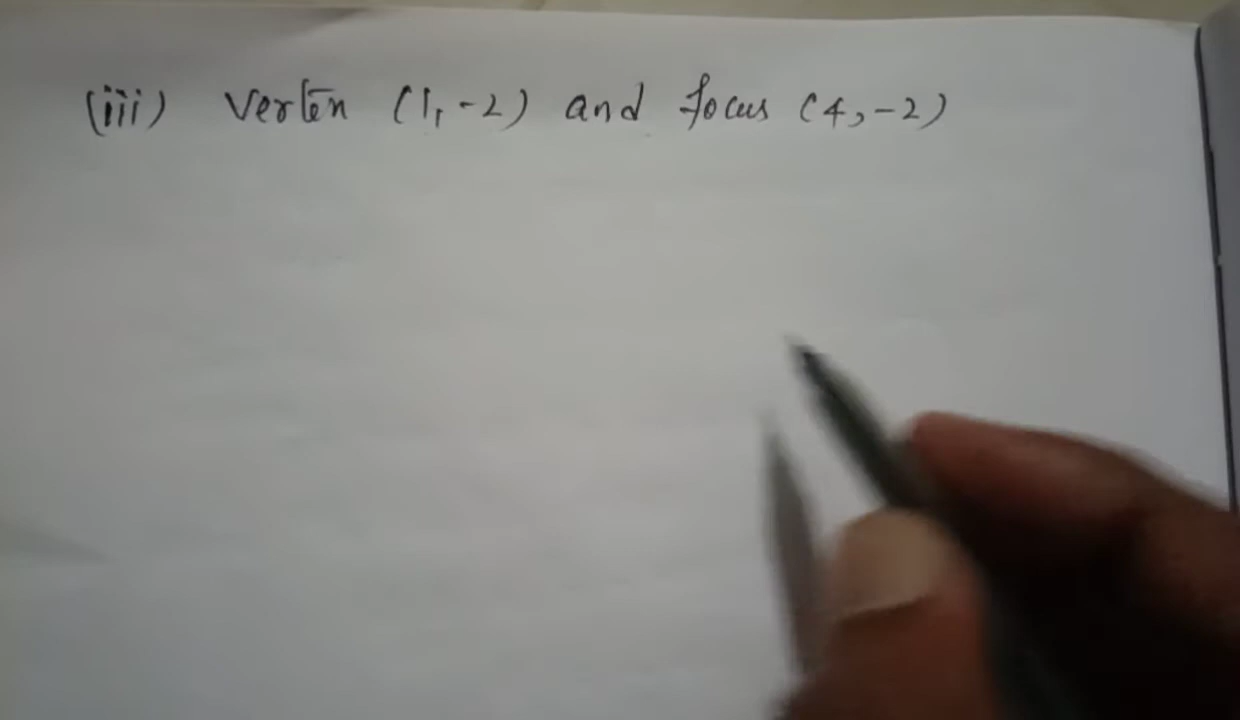 (iii) Vertex (1, -2) and focus (4, -2)